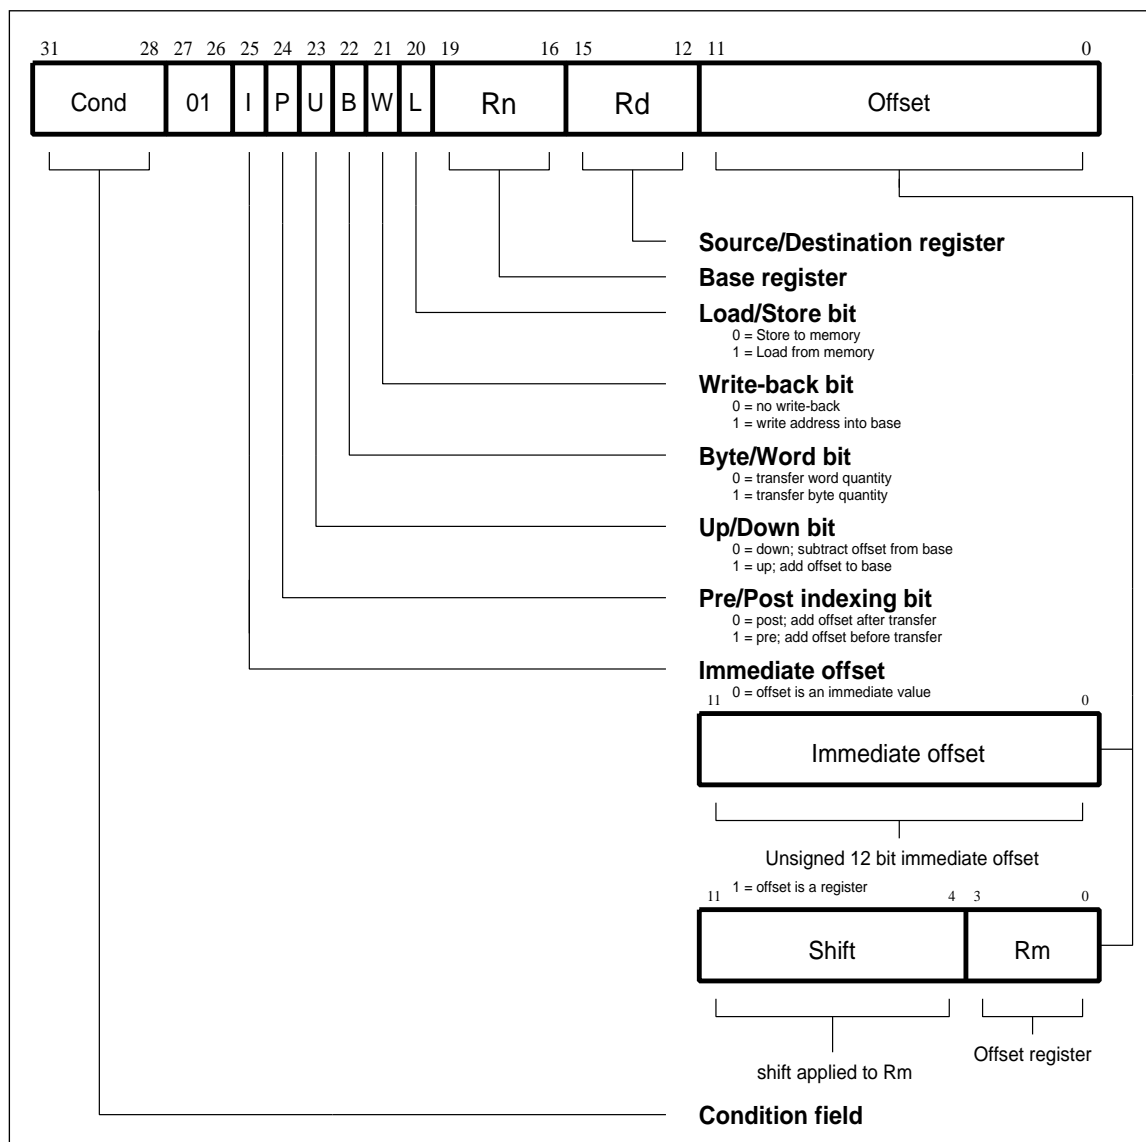 31 28 27 26 25 24 23 22 21 20 19 16 15 12 11 0
Cond 01 I P U B W L Rn Rd Offset
Source/Destination register
Base register
Load/Store bit
0 = Store to memory
1 = Load from memory
Write-back bit
0 = no write-back
1 = write address into base
Byte/Word bit
0 = transfer word quantity
1 = transfer byte quantity
Up/Down bit
0 = down; subtract offset from base
1 = up; add offset to base
Pre/Post indexing bit
0 = post; add offset after transfer
1 = pre; add offset before transfer
Immediate offset
0 = offset is an immediate value
11 0
Immediate offset
Unsigned 12 bit immediate offset
1 = offset is a register
11 4 3 0
Shift Rm
Offset register
shift applied to Rm
Condition field